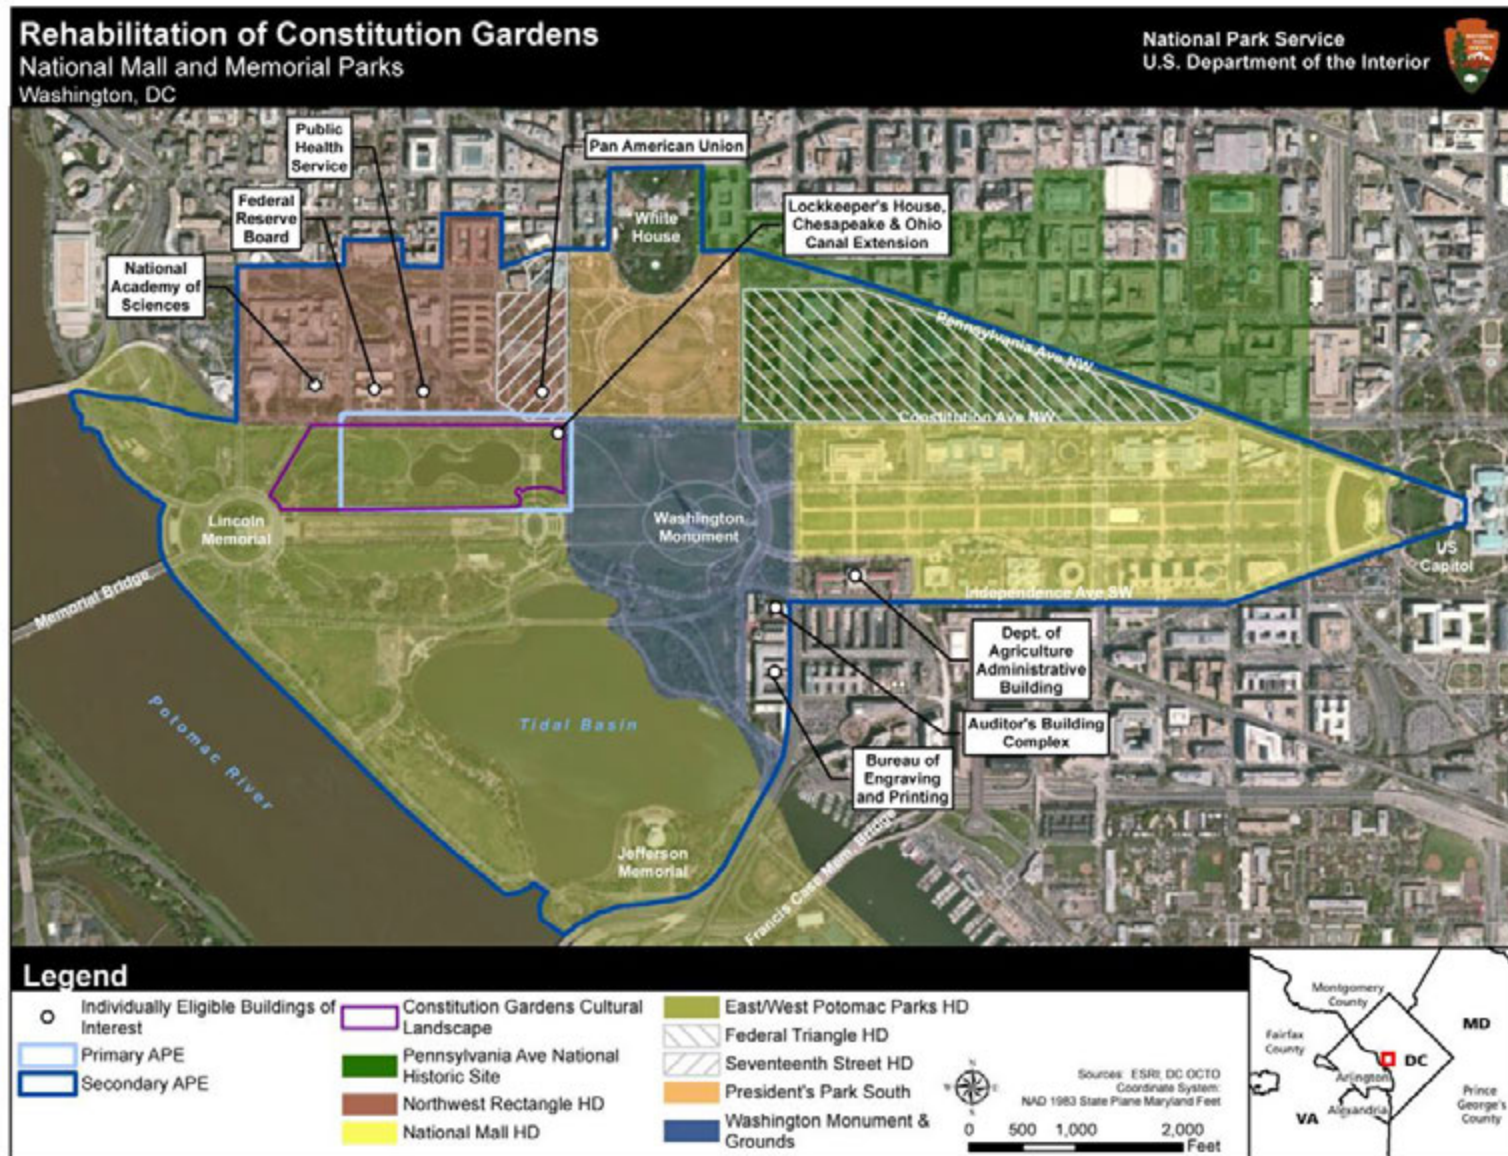 Rehabilitation of Constitution Gardens
National Mall and Memorial Parks
Washington, DC
National Park Service
U.S. Department of the Interior
Public
Health
Service
Pan American Union
Federal
Reserve
Board
White
House
Lockkeeper's House,
Chesapeake & Ohio
Canal Extension
National
Academy of
Sciences
Pennsylvania Ave NW
Constitution Ave NW
Lincoln
Memorial
Washington
Monument
US
Capitol
Memorial Bridge
Independence Ave SW
Dept. of
Agriculture
Administrative
Building
Potomac River
Tidal Basin
Auditor's Building
Complex
Bureau of
Engraving
and Printing
Jefferson
Memorial
Francis Case Mem Bridge
Legend
Individually Eligible Buildings of
Interest
Primary APE
Secondary APE
Constitution Gardens Cultural
Landscape
Pennsylvania Ave National
Historic Site
Northwest Rectangle HD
National Mall HD
East/West Potomac Parks HD
Federal Triangle HD
Seventeenth Street HD
President's Park South
Washington Monument &
Grounds
N
Sources: ESRI, DC OCTO
Coordinate System:
NAD 1983 State Plane Maryland Feet
0 500 1,000 2,000
Feet
Montgomery
County
Fairfax
County
MD
DC
Arlington
Alexandria
VA
Prince
George's
County